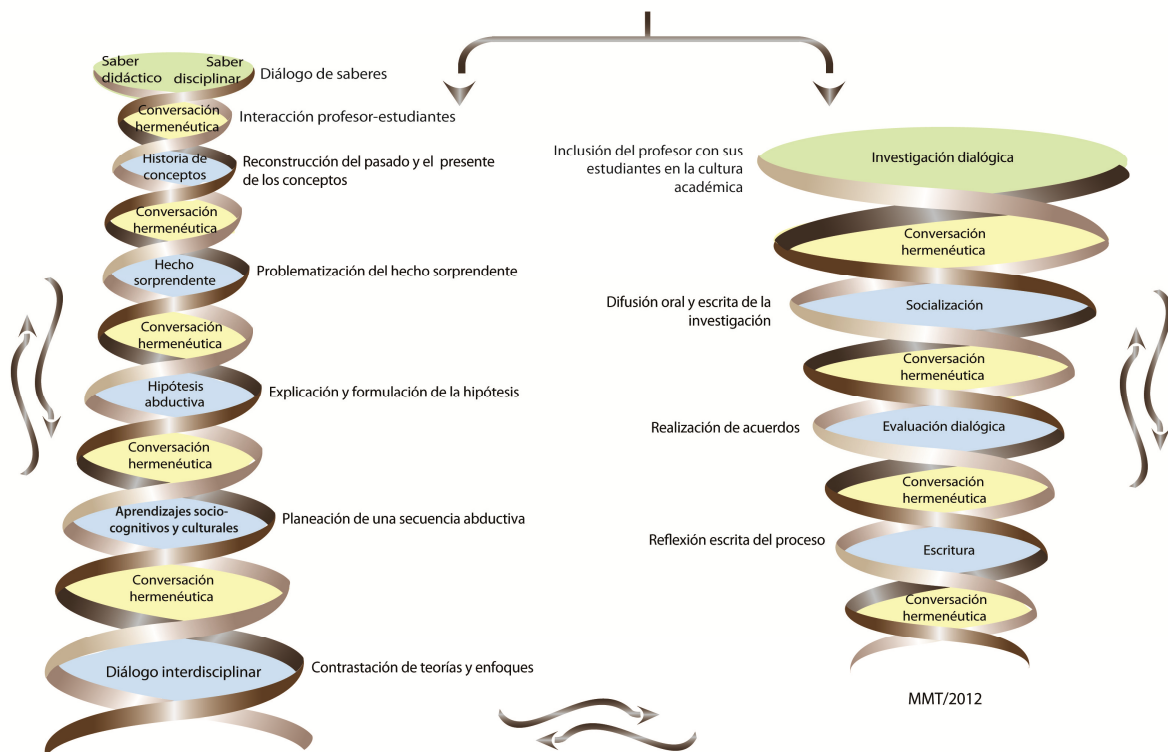 Saber
didáctico
Saber
disciplinar
Diálogo de saberes
Conversación
hermenéutica
Interacción profesor-estudiantes
Historia de
conceptos
Reconstrucción del pasado y el presente
de los conceptos
Conversación
hermenéutica
Hecho
sorprendente
Problematización del hecho sorprendente
Conversación
hermenéutica
Hipótesis
abductiva
Explicación y formulación de la hipótesis
Conversación
hermenéutica
Aprendizajes socio-
cognitivos y culturales
Planeación de una secuencia abductiva
Conversación
hermenéutica
Diálogo interdisciplinar
Contrastación de teorías y enfoques
Inclusión del profesor con sus
estudiantes en la cultura
académica
Investigación dialógica
Conversación
hermenéutica
Difusión oral y escrita de la
investigación
Socialización
Conversación
hermenéutica
Realización de acuerdos
Evaluación dialógica
Conversación
hermenéutica
Reflexión escrita del proceso
Escritura
Conversación
hermenéutica
MMT/2012